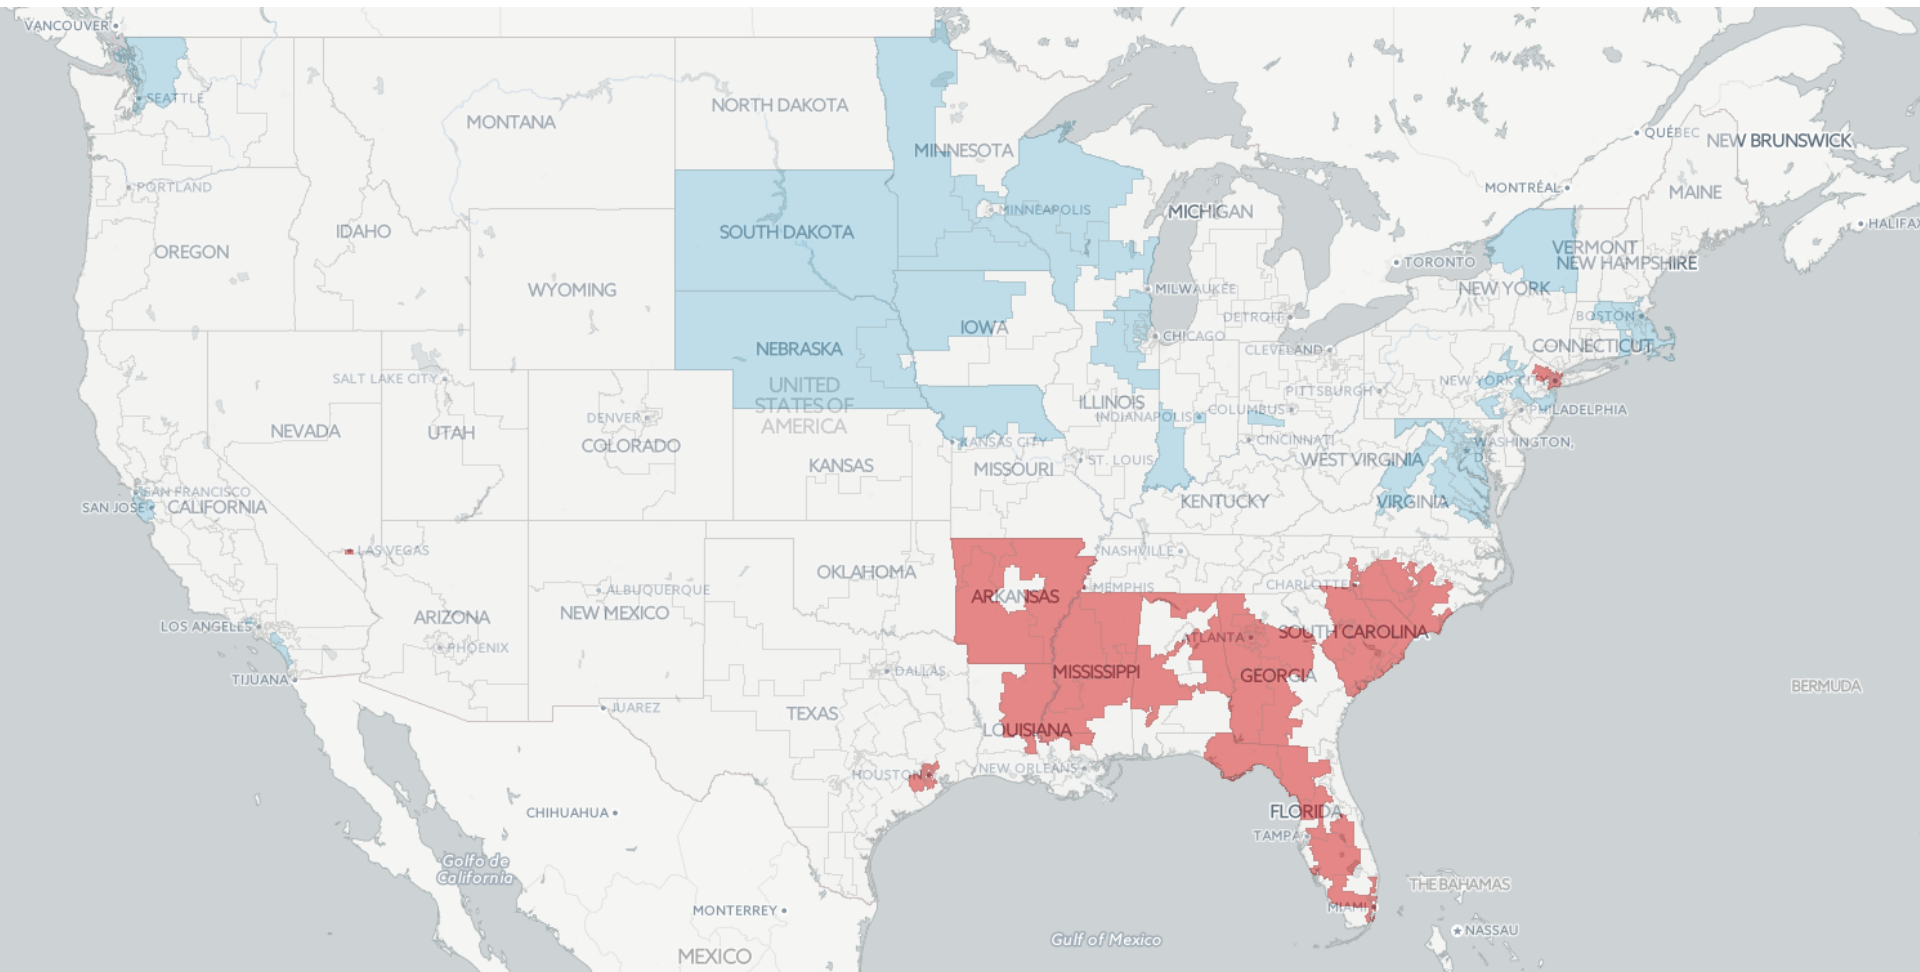 VANCOUVER
SEATTLE
NORTH DAKOTA
MONTANA
MINNESOTA
QUÉBEC
NEW BRUNSWICK
PORTLAND
MONTRÉAL
MAINE
MINNEAPOLIS
MICHIGAN
HALIFAX
IDAHO
SOUTH DAKOTA
OREGON
VERMONT
NEW HAMPSHIRE
TORONTO
WYOMING
MILWAUKEE
NEW YORK
DETROIT
BOSTON
IOWA
CHICAGO
CONNECTICUT
NEBRASKA
CLEVELAND
SALT LAKE CITY
NEW YORK CITY
UNITED
STATES OF
AMERICA
PITTSBURGH
ILLINOIS
INDIANAPOLIS
COLUMBUS
PHILADELPHIA
DENVER
NEVADA
UTAH
COLORADO
KANSAS CITY
CINCINNATI
WASHINGTON,
D.C.
KANSAS
MISSOURI
ST. LOUIS
WEST VIRGINIA
SAN FRANCISCO
SAN JOSE
CALIFORNIA
KENTUCKY
VIRGINIA
LAS VEGAS
NASHVILLE
OKLAHOMA
ALBUQUERQUE
MEMPHIS
CHARLOTTE
ARKANSAS
ARIZONA
NEW MEXICO
LOS ANGELES
ATLANTA
SOUTH CAROLINA
PHOENIX
DALLAS
MISSISSIPPI
GEORGIA
TIJUANA
BERMUDA
JUAREZ
TEXAS
LOUISIANA
HOUSTON
NEW ORLEANS
CHIHUAHUA
FLORIDA
TAMPA
Golfo de
California
THE BAHAMAS
MONTERREY
MIAMI
NASSAU
Gulf of Mexico
MEXICO